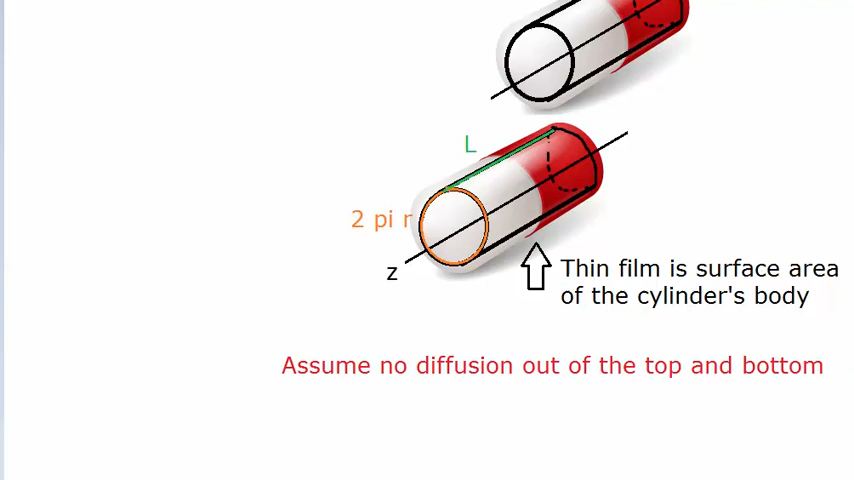 L
2 pi r
z
Thin film is surface area
of the cylinder's body
Assume no diffusion out of the top and bottom